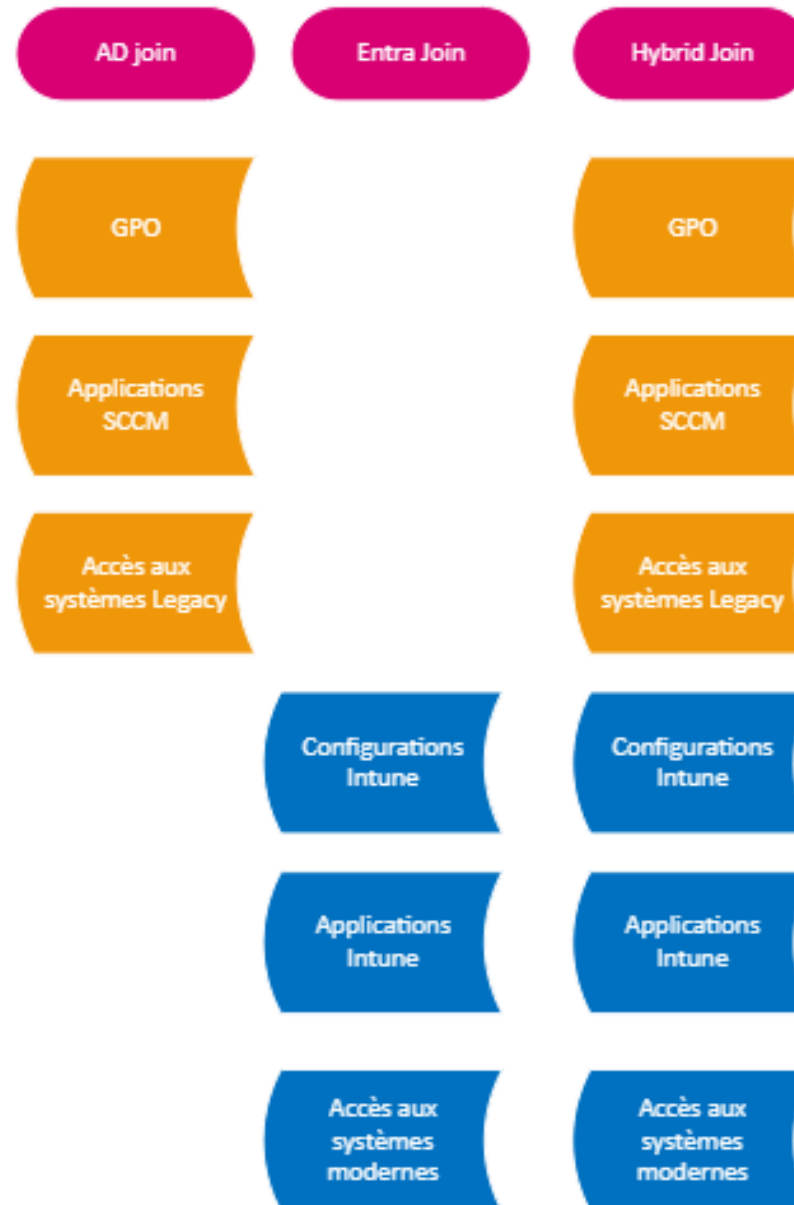 AD join
Entra Join
Hybrid Join
GPO
GPO
Applications
SCCM
Applications
SCCM
Accès aux
systèmes Legacy
Accès aux
systèmes Legacy
Configurations
Intune
Configurations
Intune
Applications
Intune
Applications
Intune
Accès aux
systèmes
modernes
Accès aux
systèmes
modernes